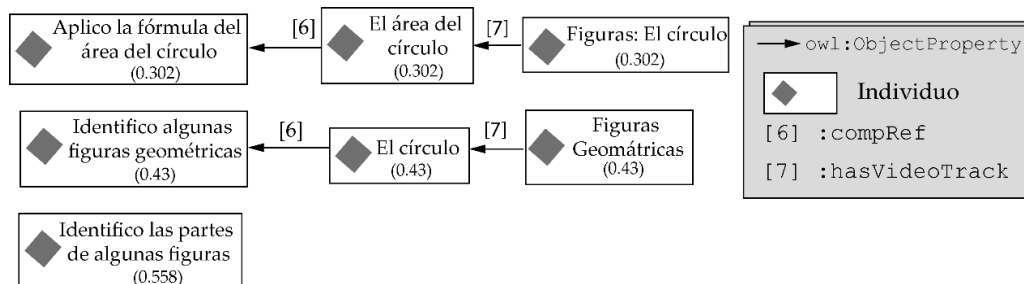 Aplico la fórmula del
área del círculo
(0.302)
[6]
El área del
círculo
(0.302)
[7]
Figuras: El círculo
(0.302)
Identifico algunas
figuras geométricas
(0.43)
[6]
El círculo
(0.43)
[7]
Figuras
Geomátricas
(0.43)
Identifico las partes
de algunas figuras
(0.558)
owl:ObjectProperty
Individuo
[6] :compRef
[7] :hasVideoTrack